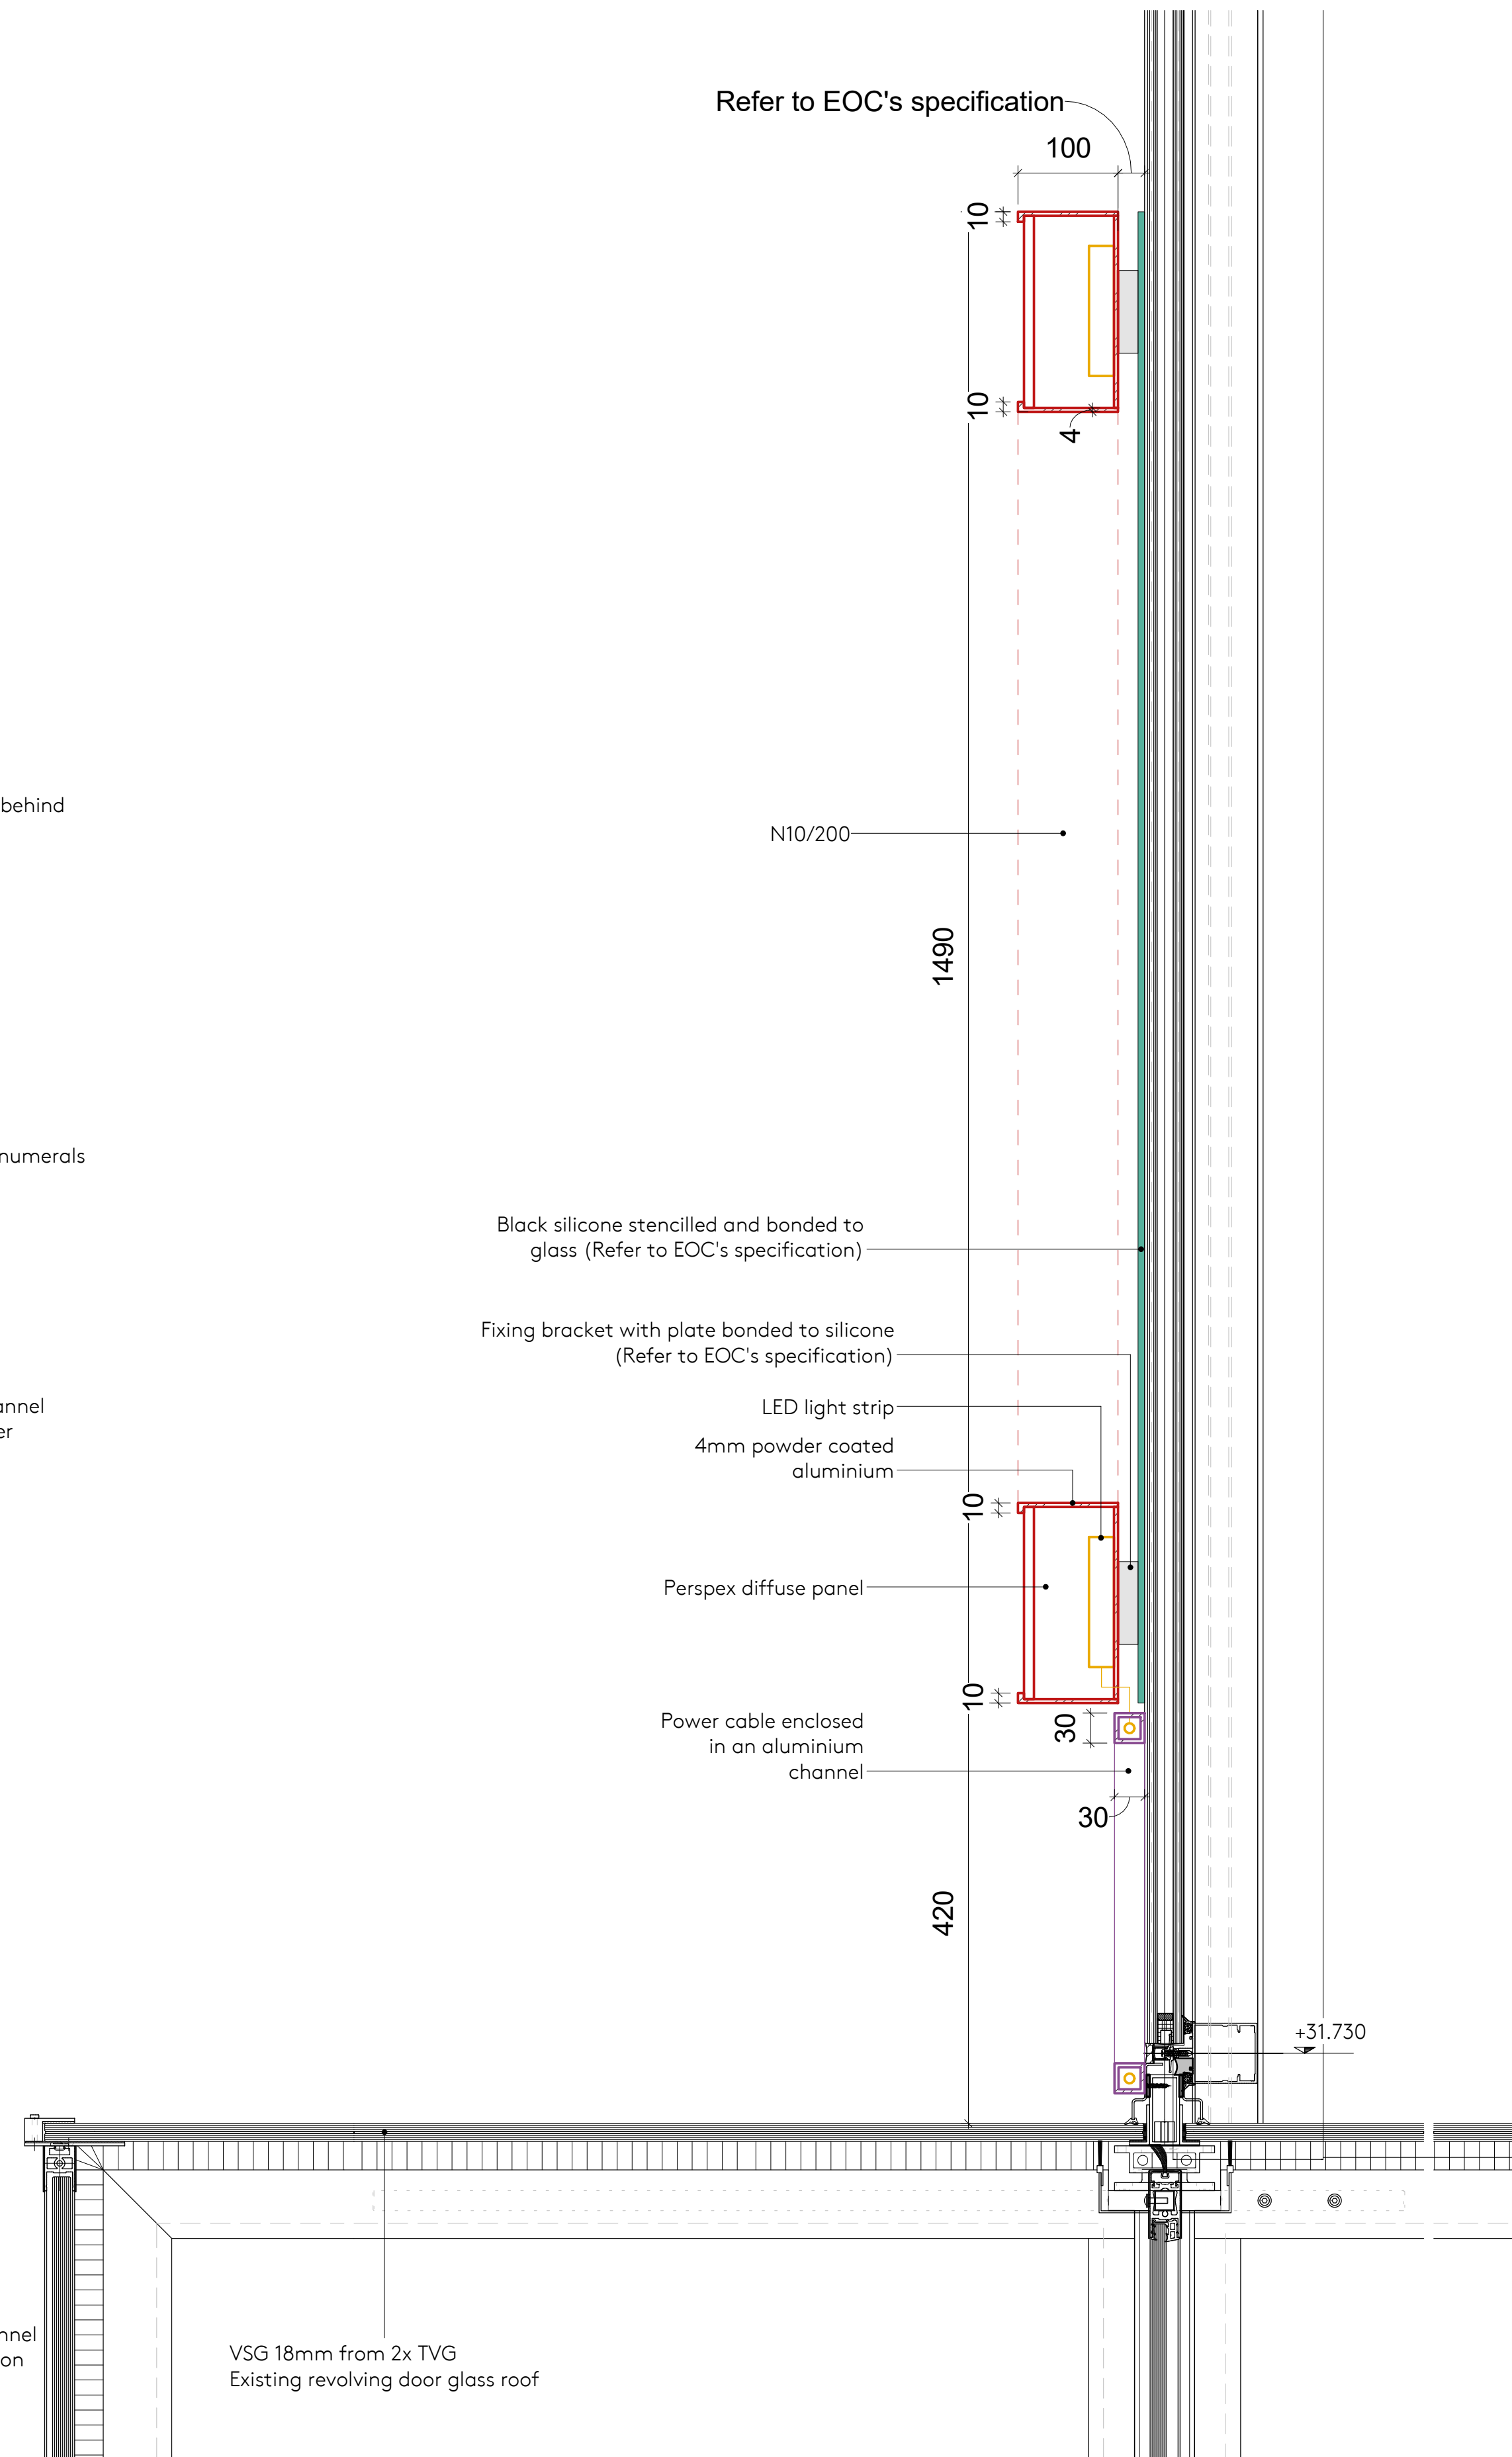 Refer to EOC's specification
100
10
10
4
behind
N10/200
1490
numerals
Black silicone stencilled and bonded to
glass (Refer to EOC's specification)
Fixing bracket with plate bonded to silicone
(Refer to EOC's specification)
annel
er
LED light strip
4mm powder coated
aluminium
10
Perspex diffuse panel
10
Power cable enclosed
in an aluminium
channel
30
30
420
+31.730
nnel
on
VSG 18mm from 2x TVG
Existing revolving door glass roof